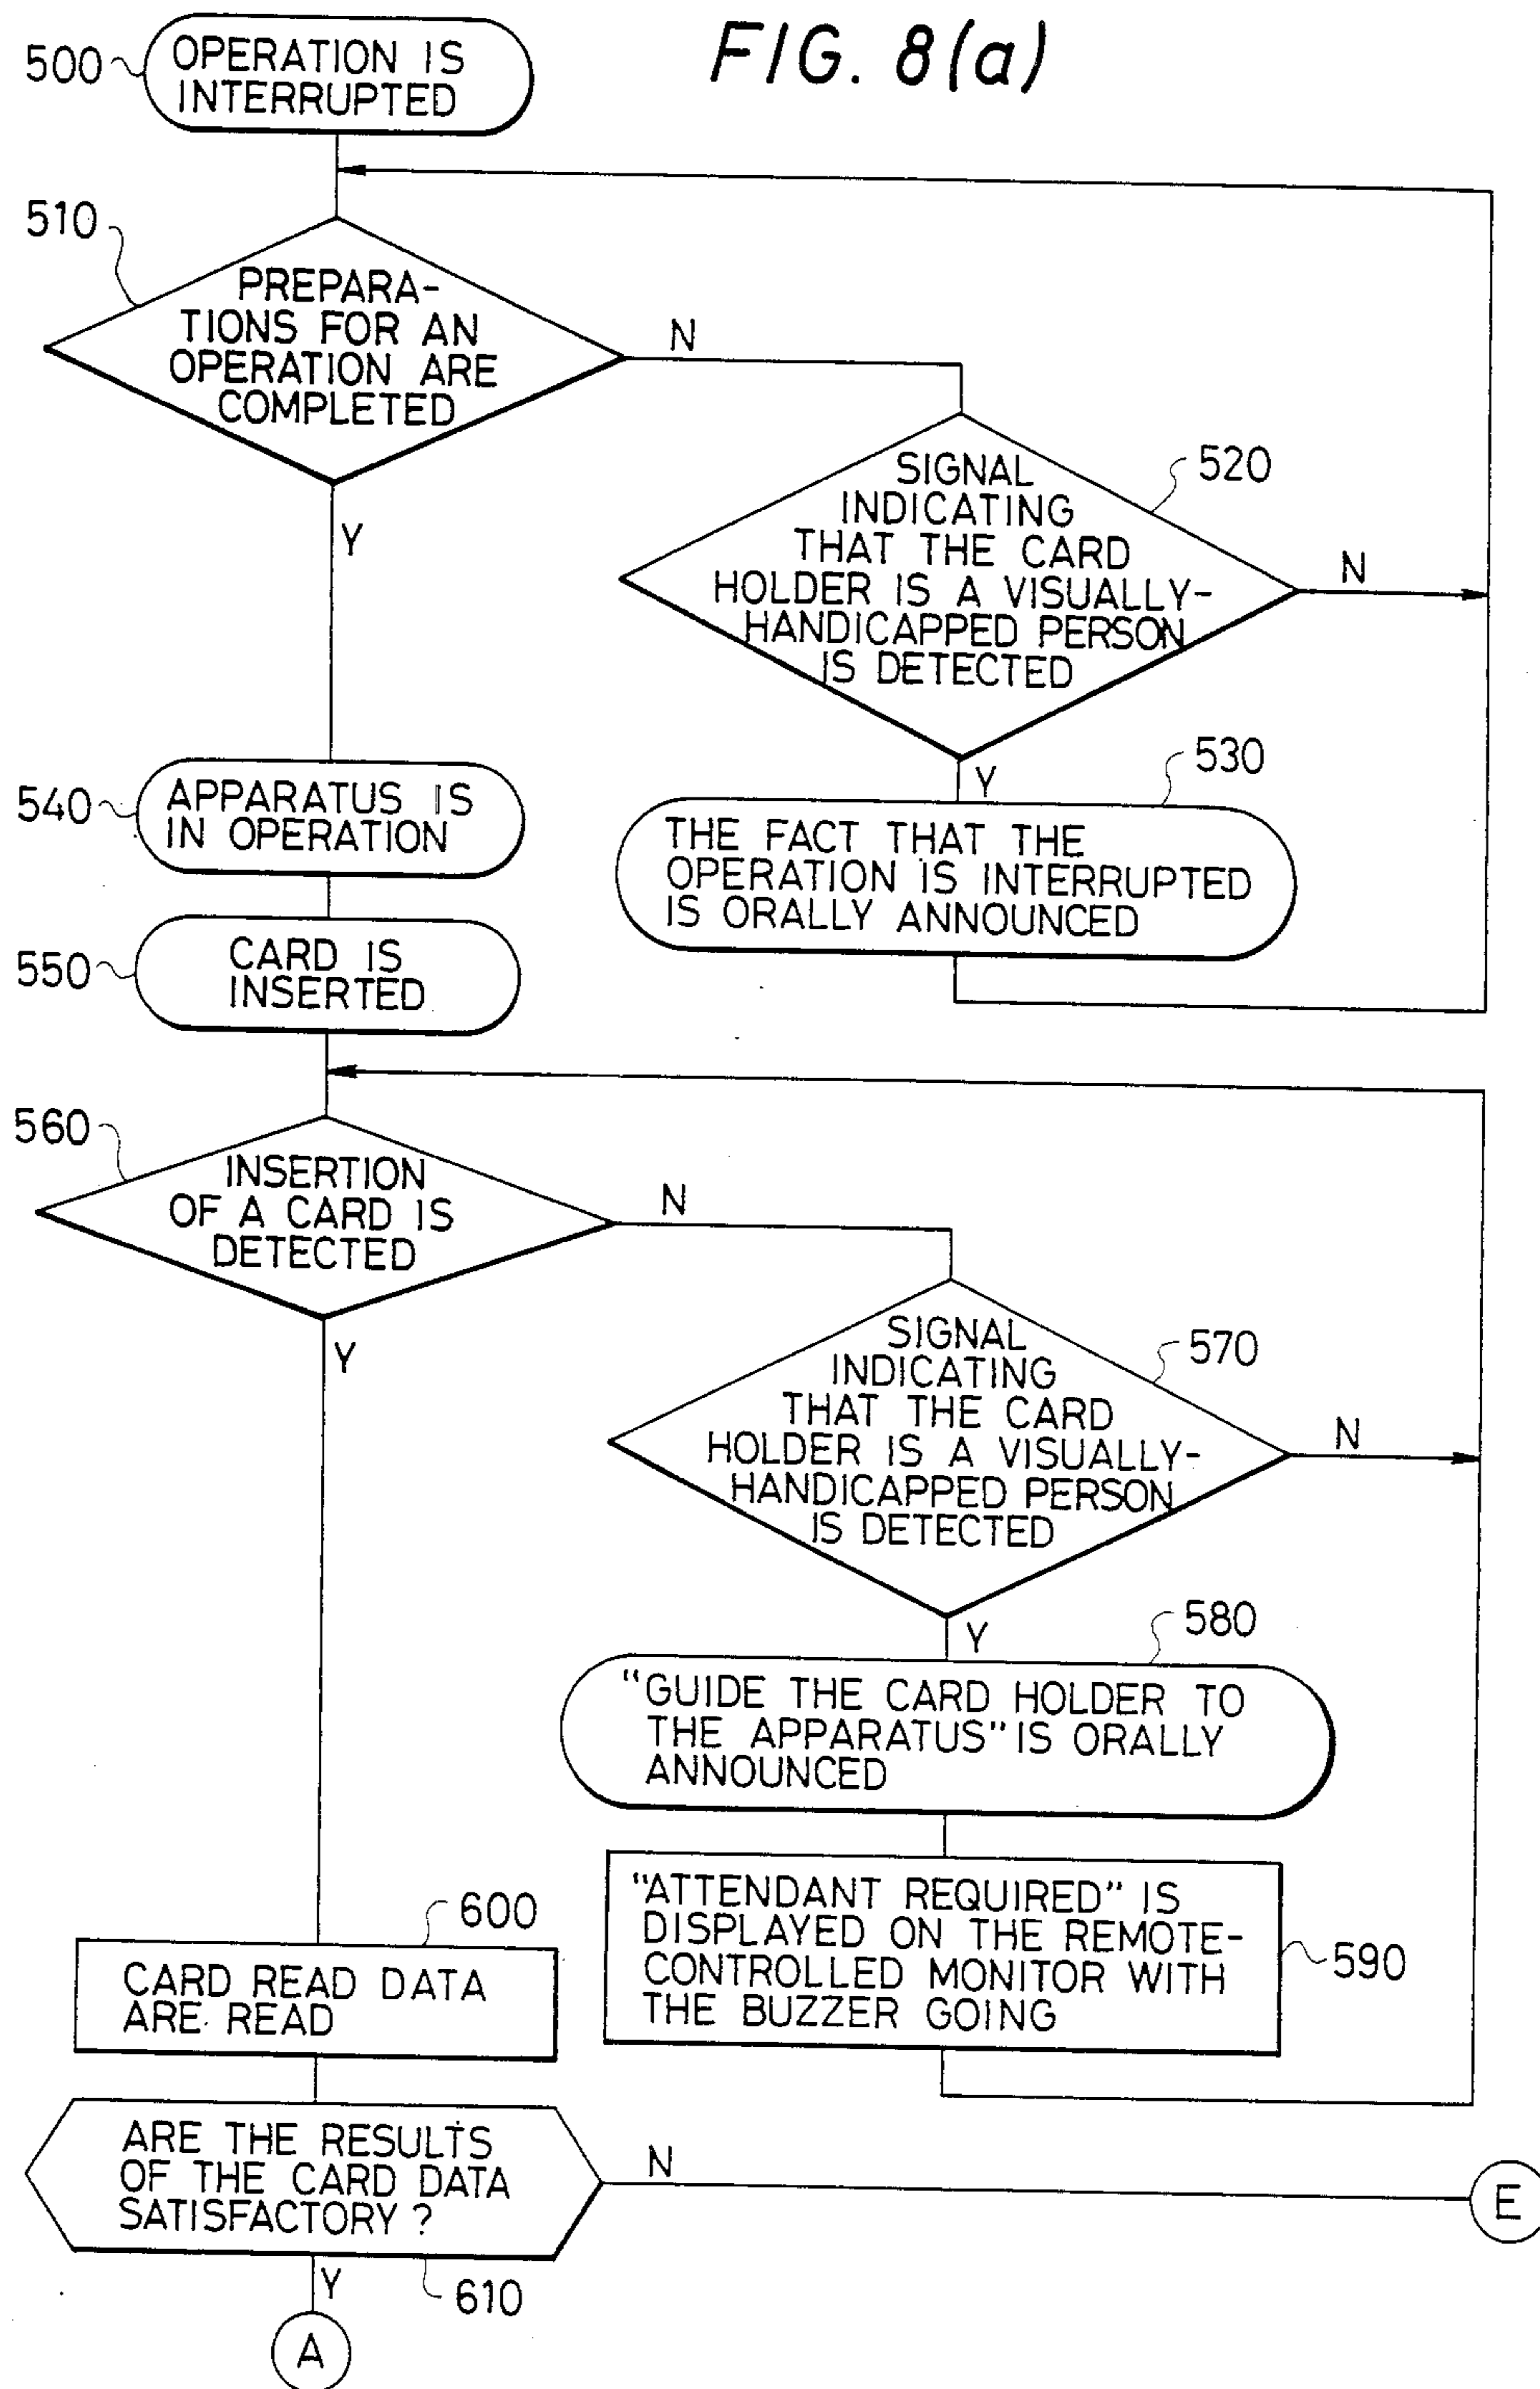 FIG. 8(a)
500
OPERATION IS
INTERRUPTED
510
PREPARA-
TIONS FOR AN
OPERATION ARE
COMPLETED
N
Y
520
SIGNAL
INDICATING
THAT THE CARD
HOLDER IS A VISUALLY-
HANDICAPPED PERSON
IS DETECTED
N
Y
530
THE FACT THAT THE
OPERATION IS INTERRUPTED
IS ORALLY ANNOUNCED
540
APPARATUS IS
IN OPERATION
550
CARD IS
INSERTED
560
INSERTION
OF A CARD IS
DETECTED
N
Y
570
SIGNAL
INDICATING
THAT THE CARD
HOLDER IS A VISUALLY-
HANDICAPPED PERSON
IS DETECTED
N
Y
580
"GUIDE THE CARD HOLDER TO
THE APPARATUS" IS ORALLY
ANNOUNCED
590
"ATTENDANT REQUIRED" IS
DISPLAYED ON THE REMOTE-
CONTROLLED MONITOR WITH
THE BUZZER GOING
600
CARD READ DATA
ARE READ
ARE THE RESULTS
OF THE CARD DATA
SATISFACTORY?
N
E
Y
610
A